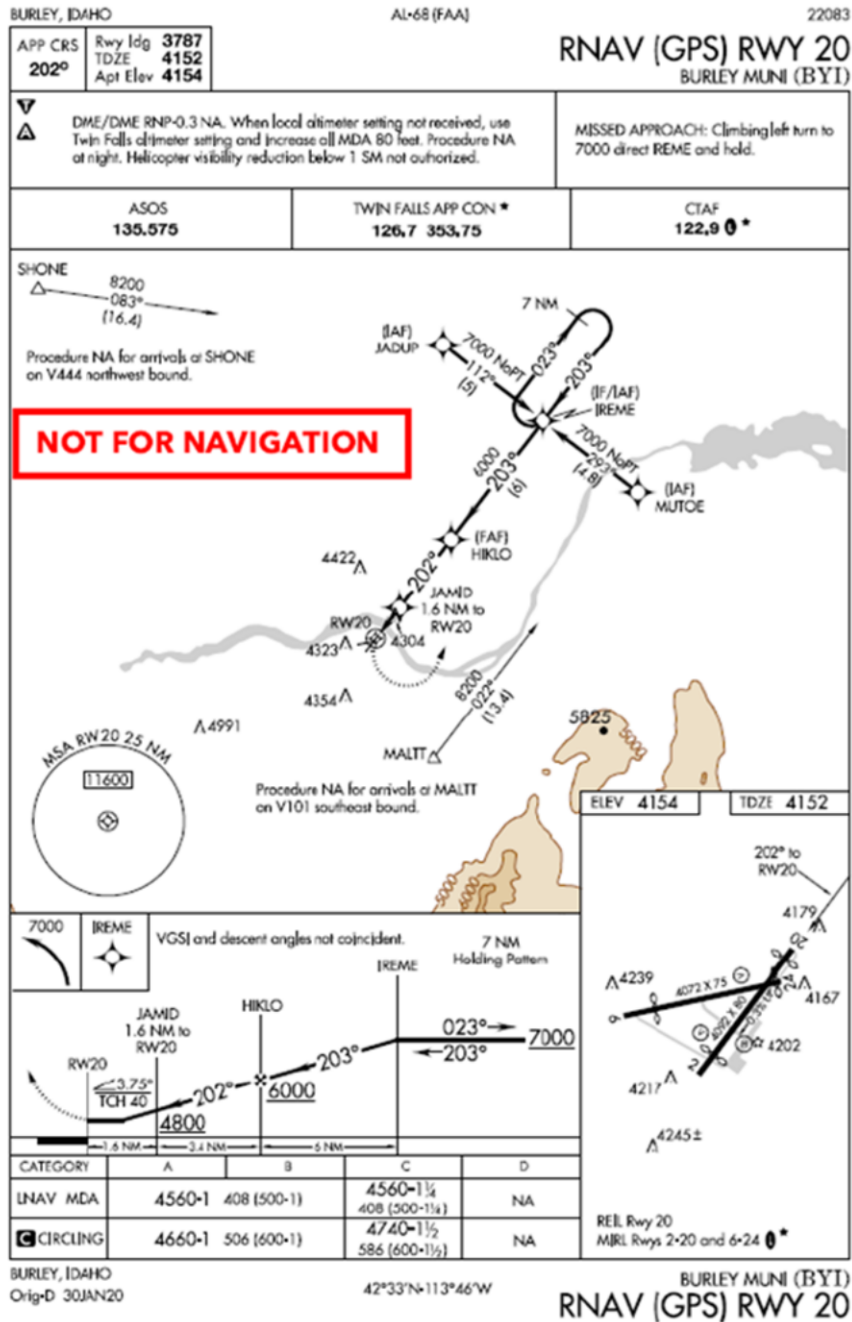 BURLEY, IDAHO
AL-68 (FAA)
22083
APP CRS
202°
Rwy ldg 3787
TDZE 4152
Apt Elev 4154
RNAV (GPS) RWY 20
BURLEY MUNI (BYI)
T
A
DME/DME RNP-0.3 NA. When local altimeter setting not received, use
Twin Falls altimeter setting and increase all MDA 80 feet. Procedure NA
at night. Helicopter visibility reduction below 1 SM not authorized.
MISSED APPROACH: Climbing left turn to
7000 direct IREME and hold.
ASOS
135.575
TWIN FALLS APP CON *
126.7 353.75
CTAF
122.9 L *
SHONE
8200
083°
(16.4)
Procedure NA for arrivals at SHONE
on V444 northwest bound.
7 NM
(IAF)
JADUP
7000 NoPT
112°
(5)
023°
203°
(IF/IAF)
IREME
NOT FOR NAVIGATION
7000 NoPT
293°
(4.8)
(IAF)
MUTOE
6000
203°
(6)
(FAF)
HIKLO
4422
202°
JAMID
1.6 NM to
RW20
RW20
4323
4304
4354
4991
8200
022°
(13.4)
MALTT
5825
Procedure NA for arrivals at MALTT
on V101 southeast bound.
MSA RW20 25 NM
11600
ELEV 4154
TDZE 4152
202° to
RW20
4179
4239
4072 X 75
4167
20
24
6
4092 X 80
0.3% UP
V
V
4202
2
4217
4245±
REIL Rwy 20
MIRL Rwys 2-20 and 6-24 L *
7000
IREME
VGSI and descent angles not coincident.
7 NM
Holding Pattern
IREME
HIKLO
JAMID
1.6 NM to
RW20
RW20
023°
7000
203°
203°
3.75°
TCH 40
202°
6000
4800
1.6 NM
3.4 NM
6 NM
CATEGORY A B C D
LNAV MDA 4560-1 408 (500-1) 4560-1¼ NA
408 (500-1¼)
C CIRCLING 4660-1 506 (600-1) 4740-1½ NA
586 (600-1½)
BURLEY, IDAHO
Orig-D 30JAN20
42°33'N-113°46'W
BURLEY MUNI (BYI)
RNAV (GPS) RWY 20